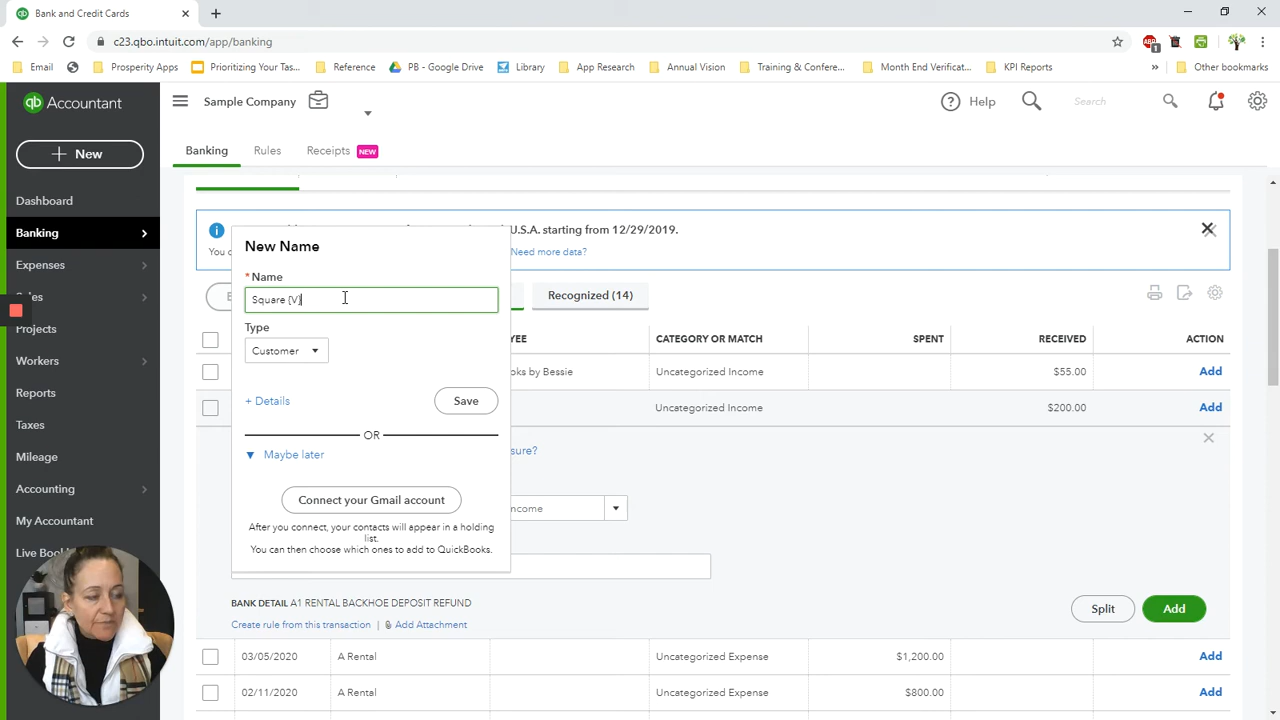 Bank and Credit Cards
c23.qbo.intuit.com/app/banking
1
Email
Prosperity Apps
Prioritizing Your Tas...
Reference
PB - Google Drive
Library
App Research
Annual Vision
Training & Confere...
Month End Verificat...
KPI Reports
»
Other bookmarks
qb Accountant
Sample Company
Help
Search
+ New
Banking
Rules
Receipts NEW
Dashboard
Banking
Expenses
Sales
Projects
Workers
Reports
Taxes
Mileage
Accounting
My Accountant
U.S.A. starting from 12/29/2019.
Need more data?
New Name
* Name
Square (V)
Type
Customer
+ Details
Save
OR
Maybe later
Connect your Gmail account
After you connect, your contacts will appear in a holding
list.
You can then choose which ones to add to QuickBooks.
Recognized (14)
CATEGORY OR MATCH
SPENT
RECEIVED
ACTION
ooks by Bessie
Uncategorized Income
$55.00
Add
Uncategorized Income
$200.00
Add
sure?
ncome
BANK DETAIL A1 RENTAL BACKHOE DEPOSIT REFUND
Create rule from this transaction | Add Attachment
Split
Add
03/05/2020
A Rental
Uncategorized Expense
$1,200.00
Add
02/11/2020
A Rental
Uncategorized Expense
$800.00
Add